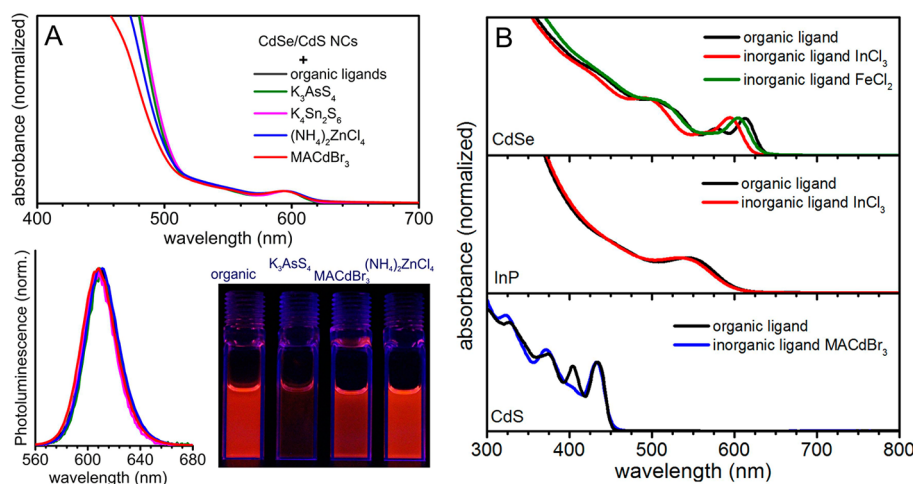 A
CdSe/CdS NCs
+
organic ligands
K3AsS4
K4Sn2S6
(NH4)2ZnCl4
MACdBr3
absorbance (normalized)
400 500 600 700
wavelength (nm)
Photoluminescence (norm.)
560 600 640 680
wavelength (nm)
organic
K3AsS4
MACdBr3
(NH4)2ZnCl4
B
organic ligand
inorganic ligand InCl3
inorganic ligand FeCl2
CdSe
organic ligand
inorganic ligand InCl3
InP
organic ligand
inorganic ligand MACdBr3
CdS
absorbance (normalized)
300 400 500 600 700 800
wavelength (nm)